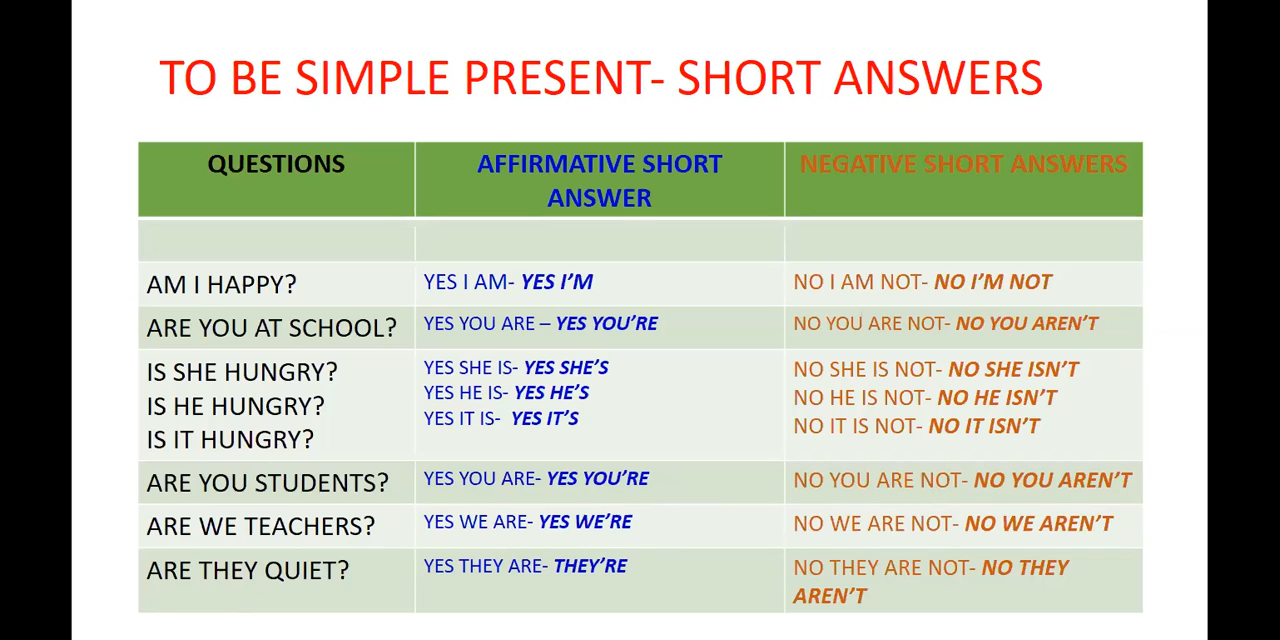 TO BE SIMPLE PRESENT- SHORT ANSWERS
QUESTIONS
AFFIRMATIVE SHORT
ANSWER
NEGATIVE SHORT ANSWERS
AM I HAPPY?
YES I AM- YES I’M
NO I AM NOT- NO I’M NOT
ARE YOU AT SCHOOL?
YES YOU ARE – YES YOU’RE
NO YOU ARE NOT- NO YOU AREN’T
IS SHE HUNGRY?
IS HE HUNGRY?
IS IT HUNGRY?
YES SHE IS- YES SHE’S
YES HE IS- YES HE’S
YES IT IS- YES IT’S
NO SHE IS NOT- NO SHE ISN’T
NO HE IS NOT- NO HE ISN’T
NO IT IS NOT- NO IT ISN’T
ARE YOU STUDENTS?
YES YOU ARE- YES YOU’RE
NO YOU ARE NOT- NO YOU AREN’T
ARE WE TEACHERS?
YES WE ARE- YES WE’RE
NO WE ARE NOT- NO WE AREN’T
ARE THEY QUIET?
YES THEY ARE- THEY’RE
NO THEY ARE NOT- NO THEY
AREN’T